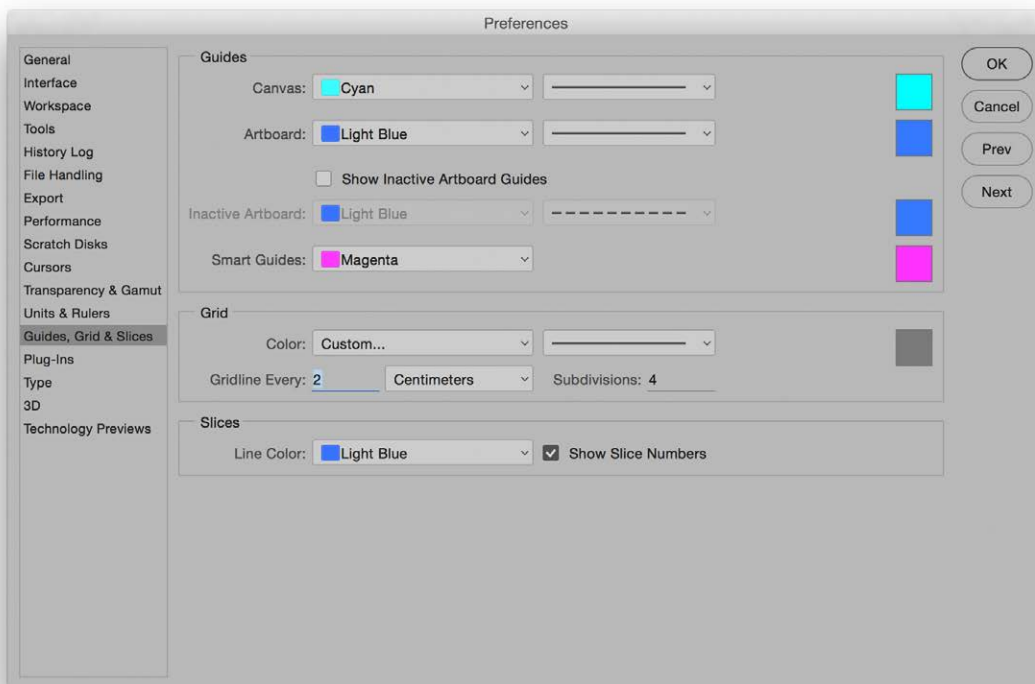 Preferences
General
Interface
Workspace
Tools
History Log
File Handling
Export
Performance
Scratch Disks
Cursors
Transparency & Gamut
Units & Rulers
Guides, Grid & Slices
Plug-Ins
Type
3D
Technology Previews
Guides
Canvas: Cyan
Artboard: Light Blue
Show Inactive Artboard Guides
Inactive Artboard: Light Blue
Smart Guides: Magenta
Grid
Color: Custom...
Gridline Every: 2 Centimeters Subdivisions: 4
Slices
Line Color: Light Blue Show Slice Numbers
OK
Cancel
Prev
Next